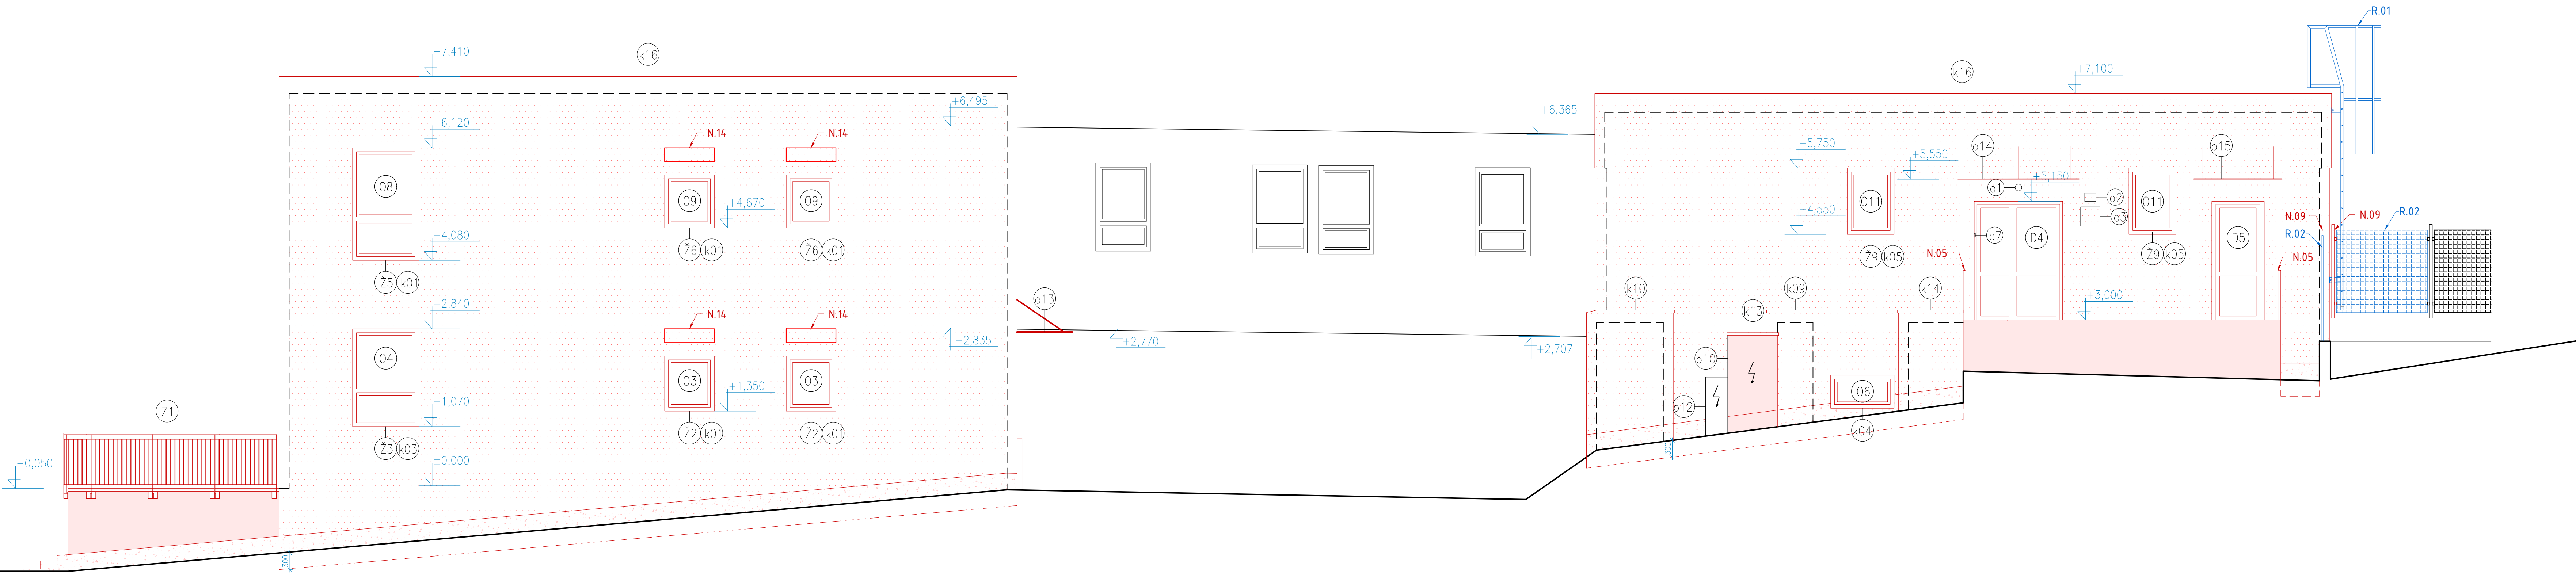 R.01
+7,410
k16
k16
+7,100
+6,495
+6,365
+6,120
N.14
N.14
+5,750
+5,550
o14
o15
+5,150
o1
o2
o3
O8
O9
O9
O11
O11
+4,670
+4,550
o7
D4
D5
N.09
N.09
R.02
R.02
+4,080
Ž6 k01
Ž6 k01
Ž9 k05
Ž9 k05
N.05
N.05
Ž5 k01
+2,840
N.14
N.14
o13
k10
k09
k14
k13
+3,000
+2,835
+2,770
+2,707
O4
O3
O3
o10
O6
+1,350
o12
+1,070
Z1
Ž3 k03
Ž2 k01
Ž2 k01
k04
300
-0,050
±0,000
300